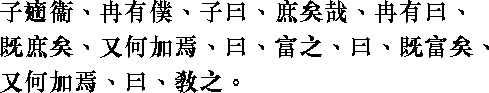 子適衞、冉有僕、子曰、庶矣哉、冉有曰、
既庶矣、又何加焉、曰、富之、曰、既富矣、
又何加焉、曰、敎之。